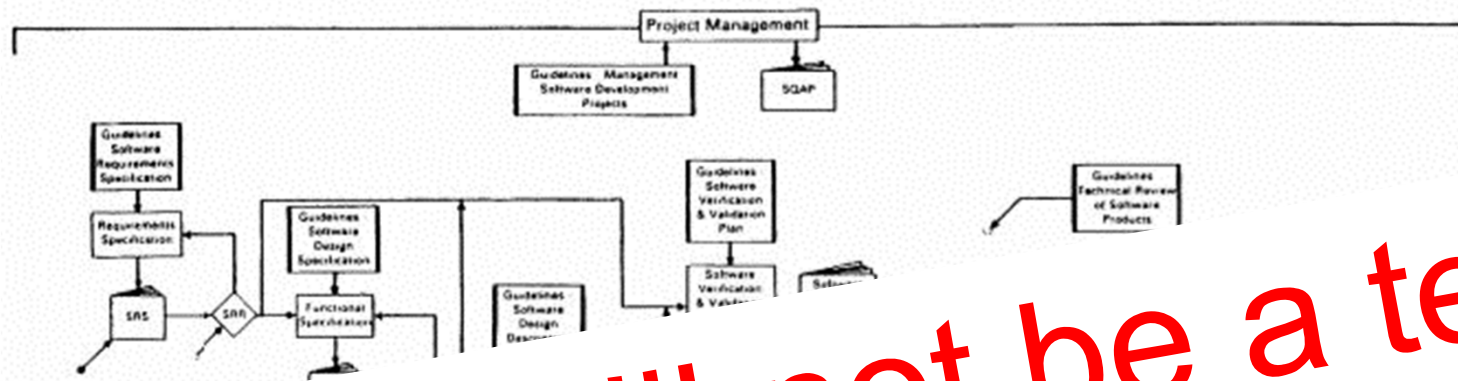 Project Management
Guidelines Management
Software Development
Projects
SQAP
Guidelines
Software
Requirements
Specification
Guidelines
Software
Verification
& Validation
Plan
Guidelines
Technical Review
of Software
Products
Requirements
Specification
Guidelines
Software
Design
Specification
Software
Verification
Guidelines
Software
Design
SRS
SRR
Functional
Specification
not be a